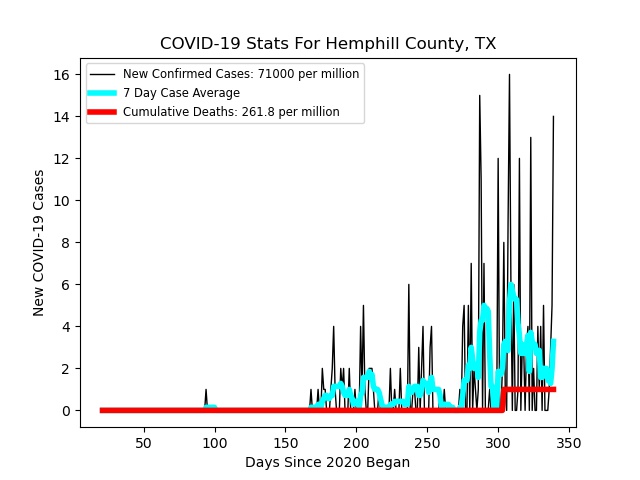 COVID-19 Stats For Hemphill County, TX
New Confirmed Cases: 71000 per million
7 Day Case Average
Cumulative Deaths: 261.8 per million
New COVID-19 Cases
16
14
12
10
8
6
4
2
0
50 100 150 200 250 300 350
Days Since 2020 Began